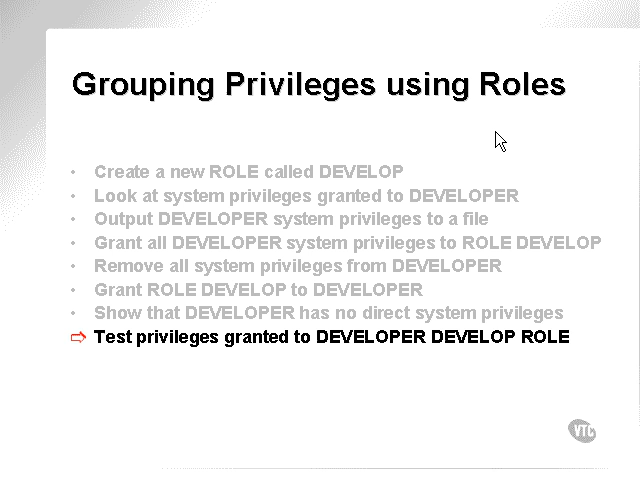 Grouping Privileges using Roles
• Create a new ROLE called DEVELOP
• Look at system privileges granted to DEVELOPER
• Output DEVELOPER system privileges to a file
• Grant all DEVELOPER system privileges to ROLE DEVELOP
• Remove all system privileges from DEVELOPER
• Grant ROLE DEVELOP to DEVELOPER
• Show that DEVELOPER has no direct system privileges
⇨ Test privileges granted to DEVELOPER DEVELOP ROLE
VTC